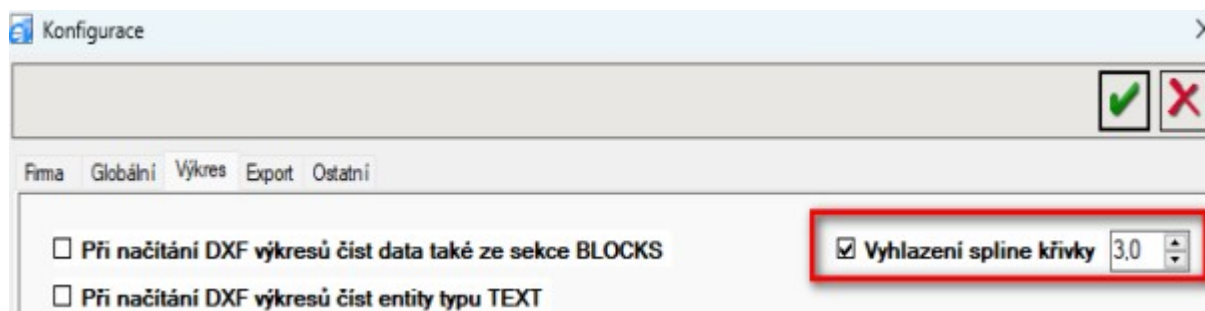 Konfigurace
Firma Globální Výkres Export Ostatní
Při načítání DXF výkresů číst data také ze sekce BLOCKS
Vyhlazení spline křivky 3,0
Při načítání DXF výkresů číst entity typu TEXT